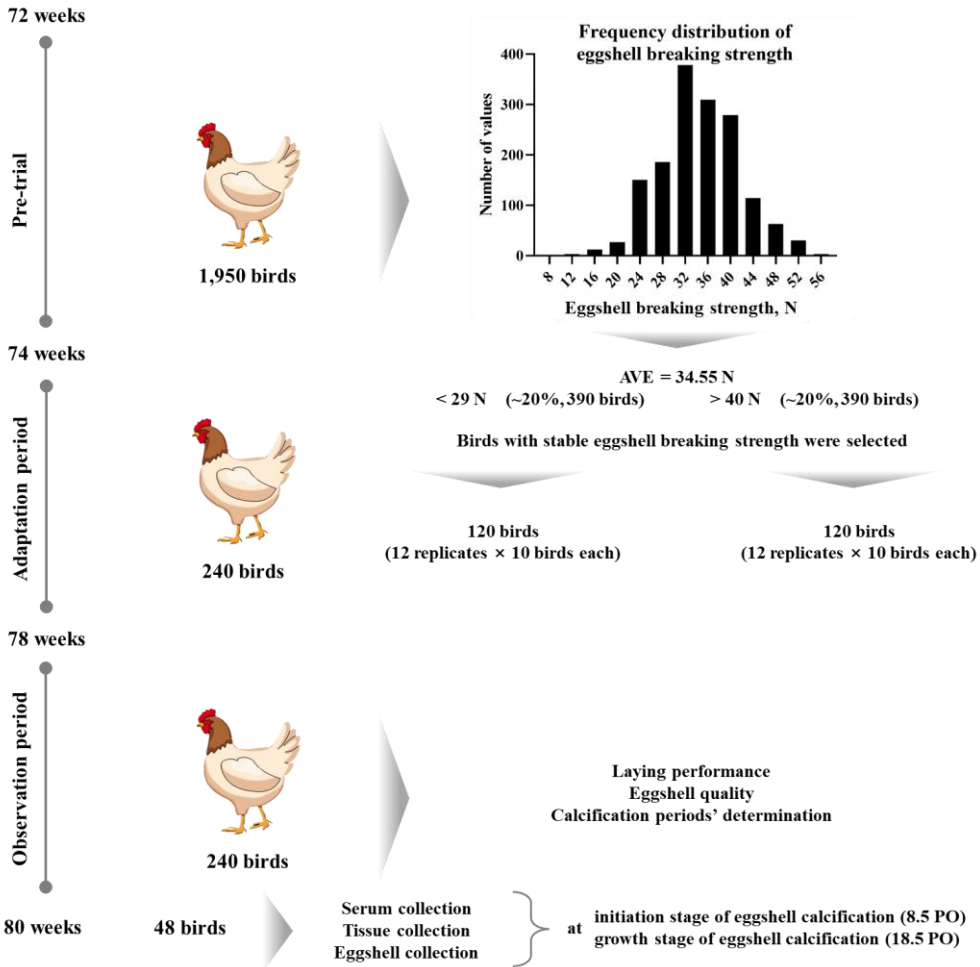 72 weeks
Pre-trial
1,950 birds
Frequency distribution of
eggshell breaking strength
Number of values
400
300
200
100
0
8 12 16 20 24 28 32 36 40 44 48 52 56
Eggshell breaking strength, N
74 weeks
AVE = 34.55 N
< 29 N (~20%, 390 birds) > 40 N (~20%, 390 birds)
Birds with stable eggshell breaking strength were selected
Adaptation period
240 birds
120 birds
(12 replicates × 10 birds each)
120 birds
(12 replicates × 10 birds each)
78 weeks
Observation period
240 birds
Laying performance
Eggshell quality
Calcification periods’ determination
80 weeks
48 birds
Serum collection
Tissue collection
Eggshell collection
at
initiation stage of eggshell calcification (8.5 PO)
growth stage of eggshell calcification (18.5 PO)